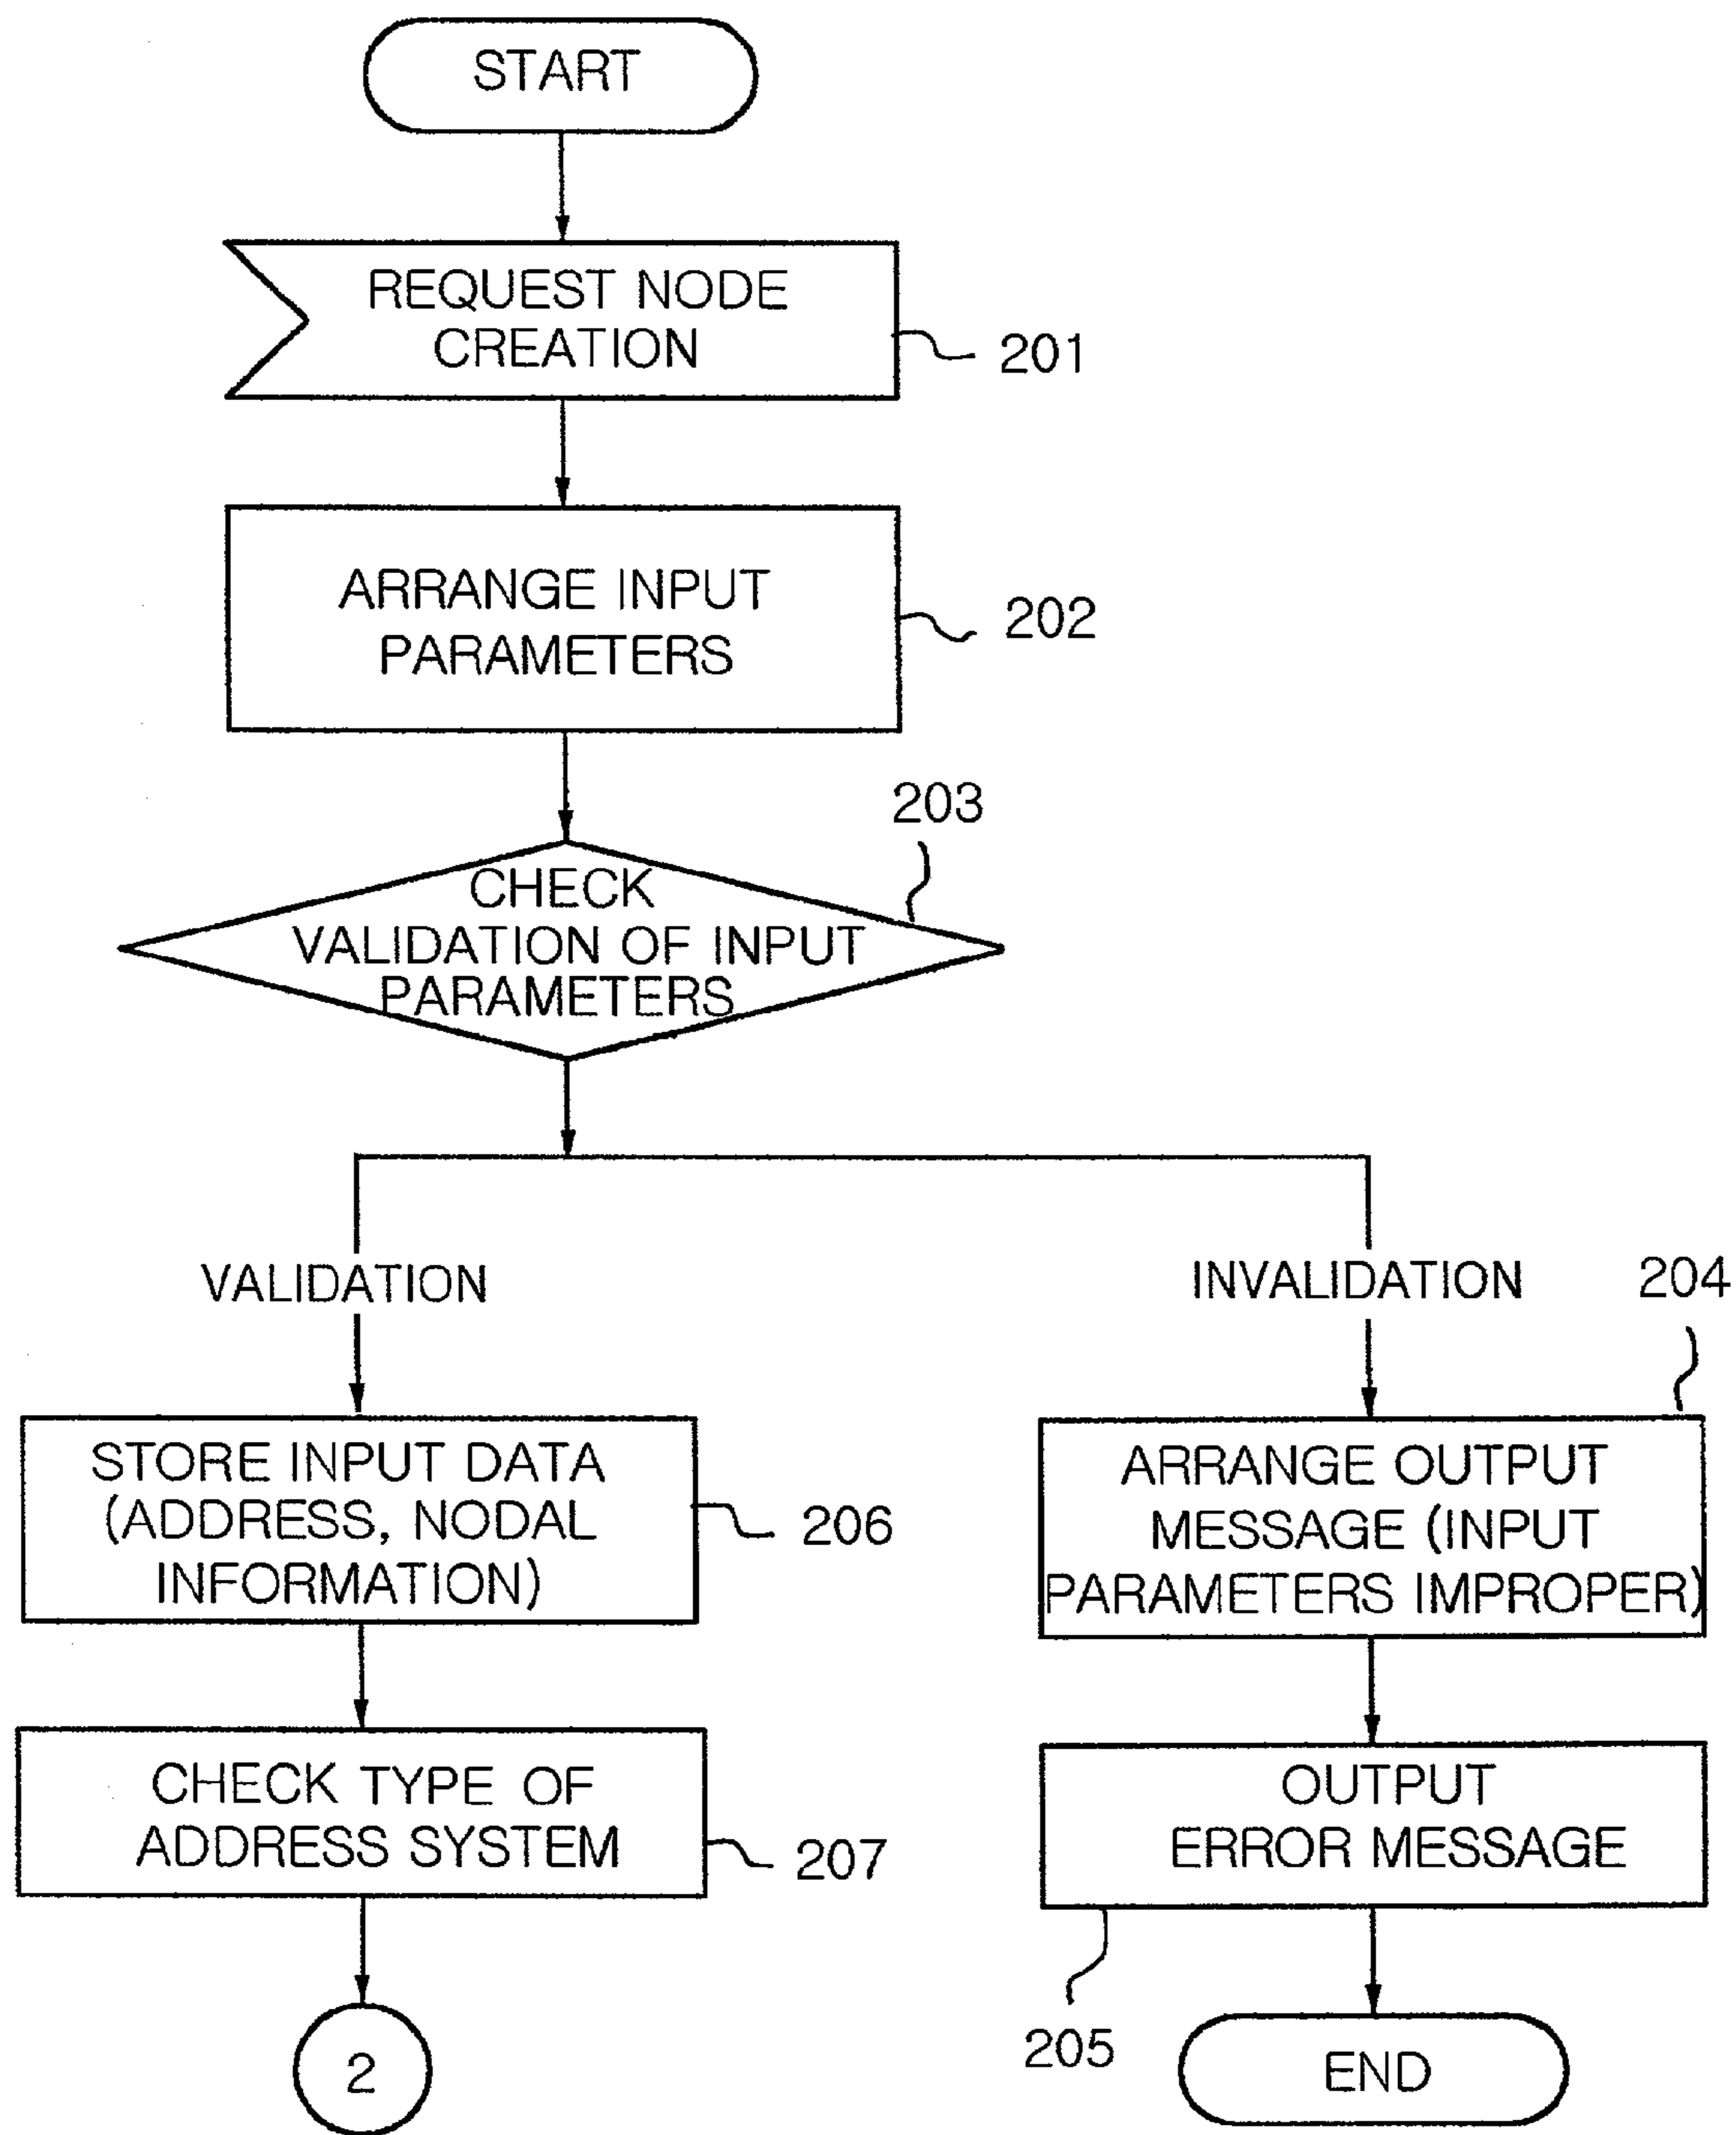 START
REQUEST NODE
CREATION
201
ARRANGE INPUT
PARAMETERS
202
203
CHECK
VALIDATION OF INPUT
PARAMETERS
VALIDATION
INVALIDATION
204
STORE INPUT DATA
(ADDRESS, NODAL
INFORMATION)
206
ARRANGE OUTPUT
MESSAGE (INPUT
PARAMETERS IMPROPER)
CHECK TYPE OF
ADDRESS SYSTEM
207
OUTPUT
ERROR MESSAGE
205
2
END